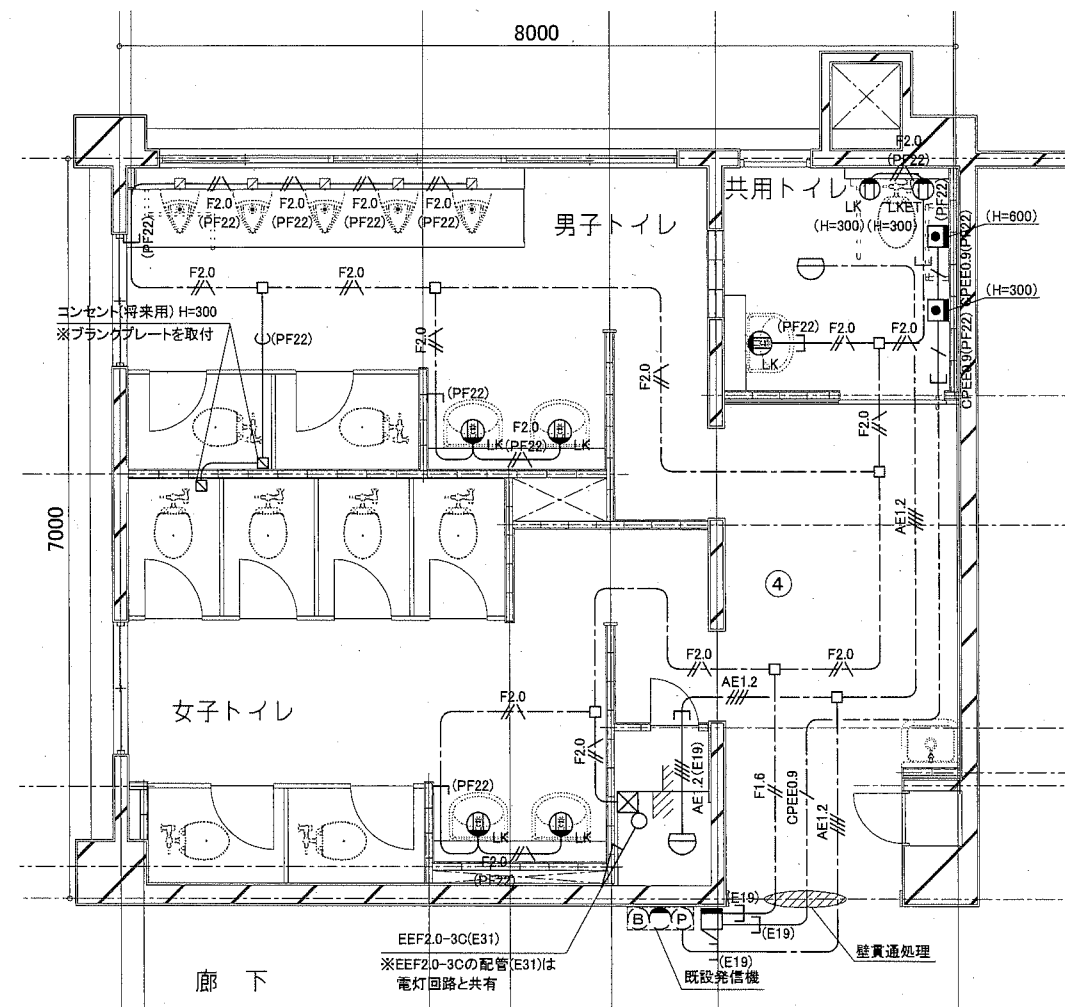 8000
F2.0
(PF22)
共用トイレ
F2.0 F2.0 F2.0 F2.0
(PF22) (PF22) (PF22) (PF22)
男子トイレ
(PF22)
LK LKET
(H=300) (H=300)
(PF22)
(H=600)
CPEE0.9(PF22)
(H=300)
CPEE0.9(PF22)
F2.0 F2.0
コンセント(将来用) H=300
※ブランクプレートを取付
(PF22)
F2.0
F2.0
(PF22) F2.0 F2.0
LK
(PF22)
F2.0
(PF22)
LK LK
F2.0
AE1.2
7000
4
F2.0 F2.0
AE1.2
女子トイレ
F2.0
F2.0
AE1.2(E19)
F1.6
CPEE0.9
AE1.2
(PF22)
LK LK
F2.0
(PF22)
B P
(E19)
(E19)
(E19)
EEF2.0-3C(E31)
※EEF2.0-3Cの配管(E31)は
電灯回路と共有
既設発信機
壁貫通処理
廊 下